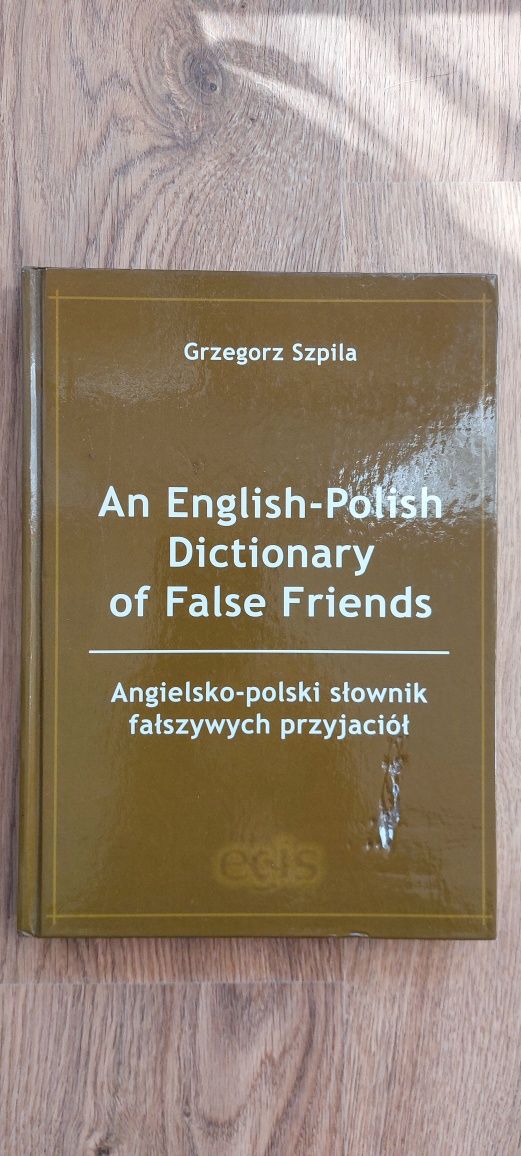 Grzegorz Szpila
An English-Polish
Dictionary
of False Friends
Angielsko-polski słownik
fałszywych przyjaciół
egis